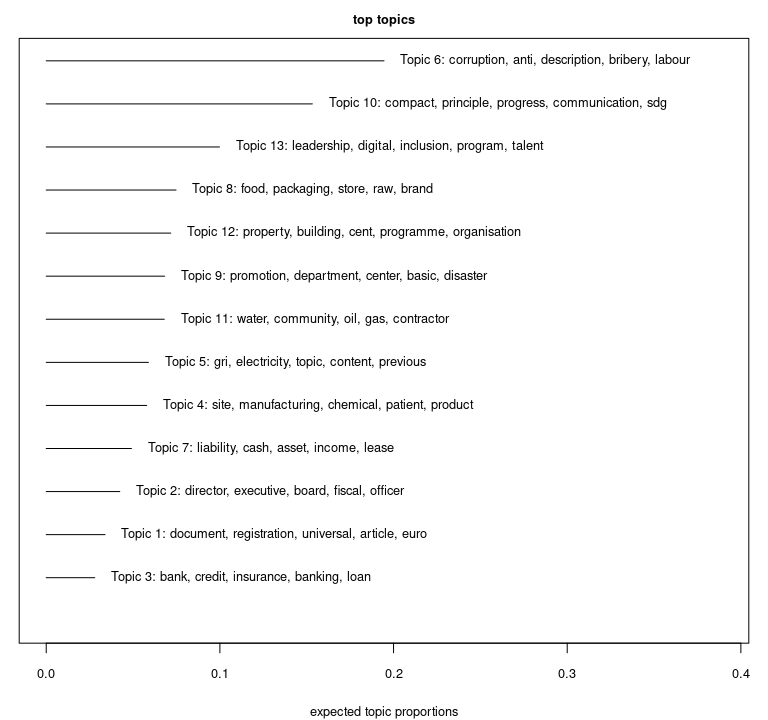 top topics
Topic 6: corruption, anti, description, bribery, labour
Topic 10: compact, principle, progress, communication, sdg
Topic 13: leadership, digital, inclusion, program, talent
Topic 8: food, packaging, store, raw, brand
Topic 12: property, building, cent, programme, organisation
Topic 9: promotion, department, center, basic, disaster
Topic 11: water, community, oil, gas, contractor
Topic 5: gri, electricity, topic, content, previous
Topic 4: site, manufacturing, chemical, patient, product
Topic 7: liability, cash, asset, income, lease
Topic 2: director, executive, board, fiscal, officer
Topic 1: document, registration, universal, article, euro
Topic 3: bank, credit, insurance, banking, loan
0.0 0.1 0.2 0.3 0.4
expected topic proportions